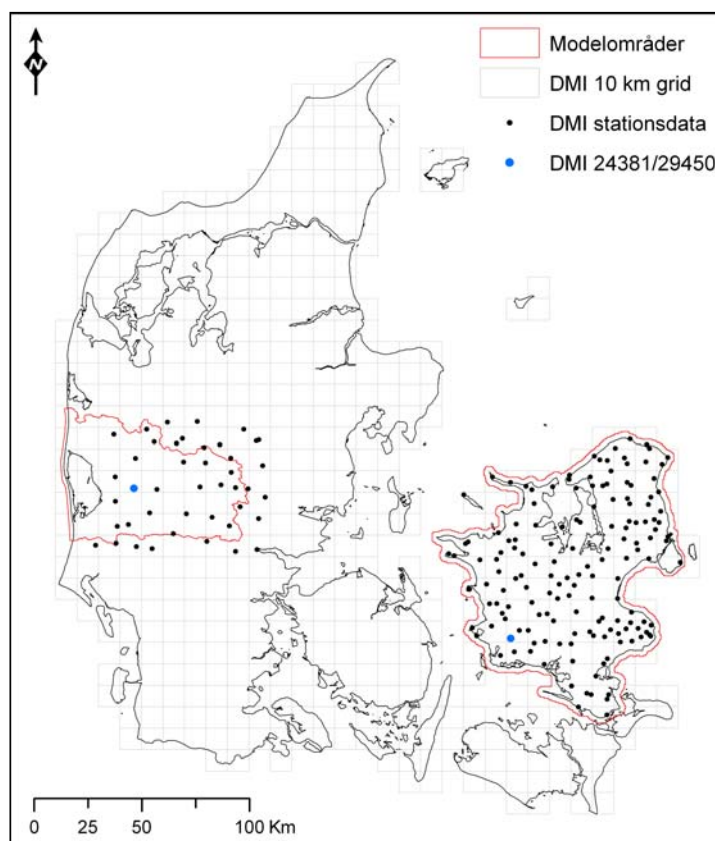 N
Modelområder
DMI 10 km grid
DMI stationsdata
DMI 24381/29450
0 25 50 100 Km